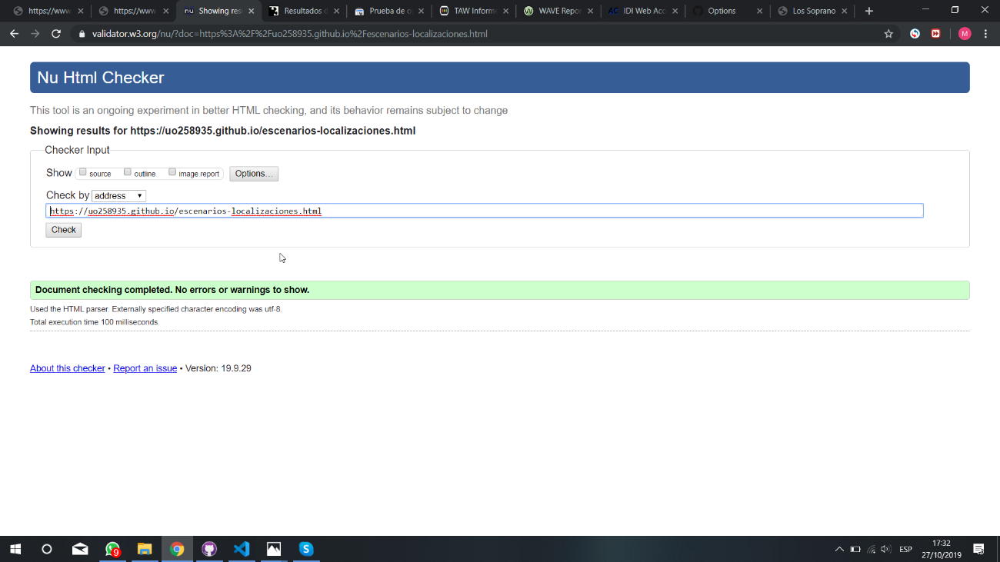 https://www
https://www
nu Showing res
Resultados d
Prueba de op
TAW Informe
WAVE Repor
AC IDI Web Acc
Options
Los Soprano
validator.w3.org/nu/?doc=https%3A%2F%2Fuo258935.github.io%2Fescenarios-localizaciones.html
M
Nu Html Checker
This tool is an ongoing experiment in better HTML checking, and its behavior remains subject to change
Showing results for https://uo258935.github.io/escenarios-localizaciones.html
Checker Input
Show source outline image report Options...
Check by address
https://uo258935.github.io/escenarios-localizaciones.html
Check
Document checking completed. No errors or warnings to show.
Used the HTML parser. Externally specified character encoding was utf-8.
Total execution time 100 milliseconds.
About this checker • Report an issue • Version: 19.9.29
9
ESP
17:32
27/10/2019